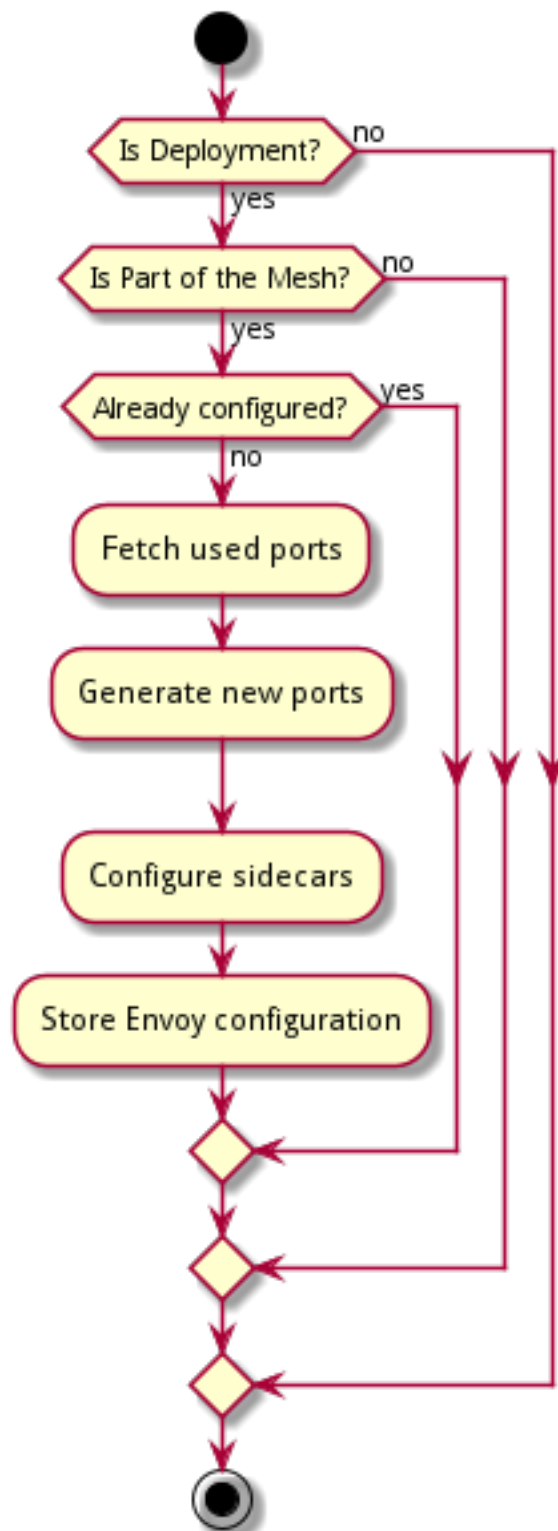 Is Deployment?
no
yes
Is Part of the Mesh?
no
yes
Already configured?
yes
no
Fetch used ports
Generate new ports
Configure sidecars
Store Envoy configuration